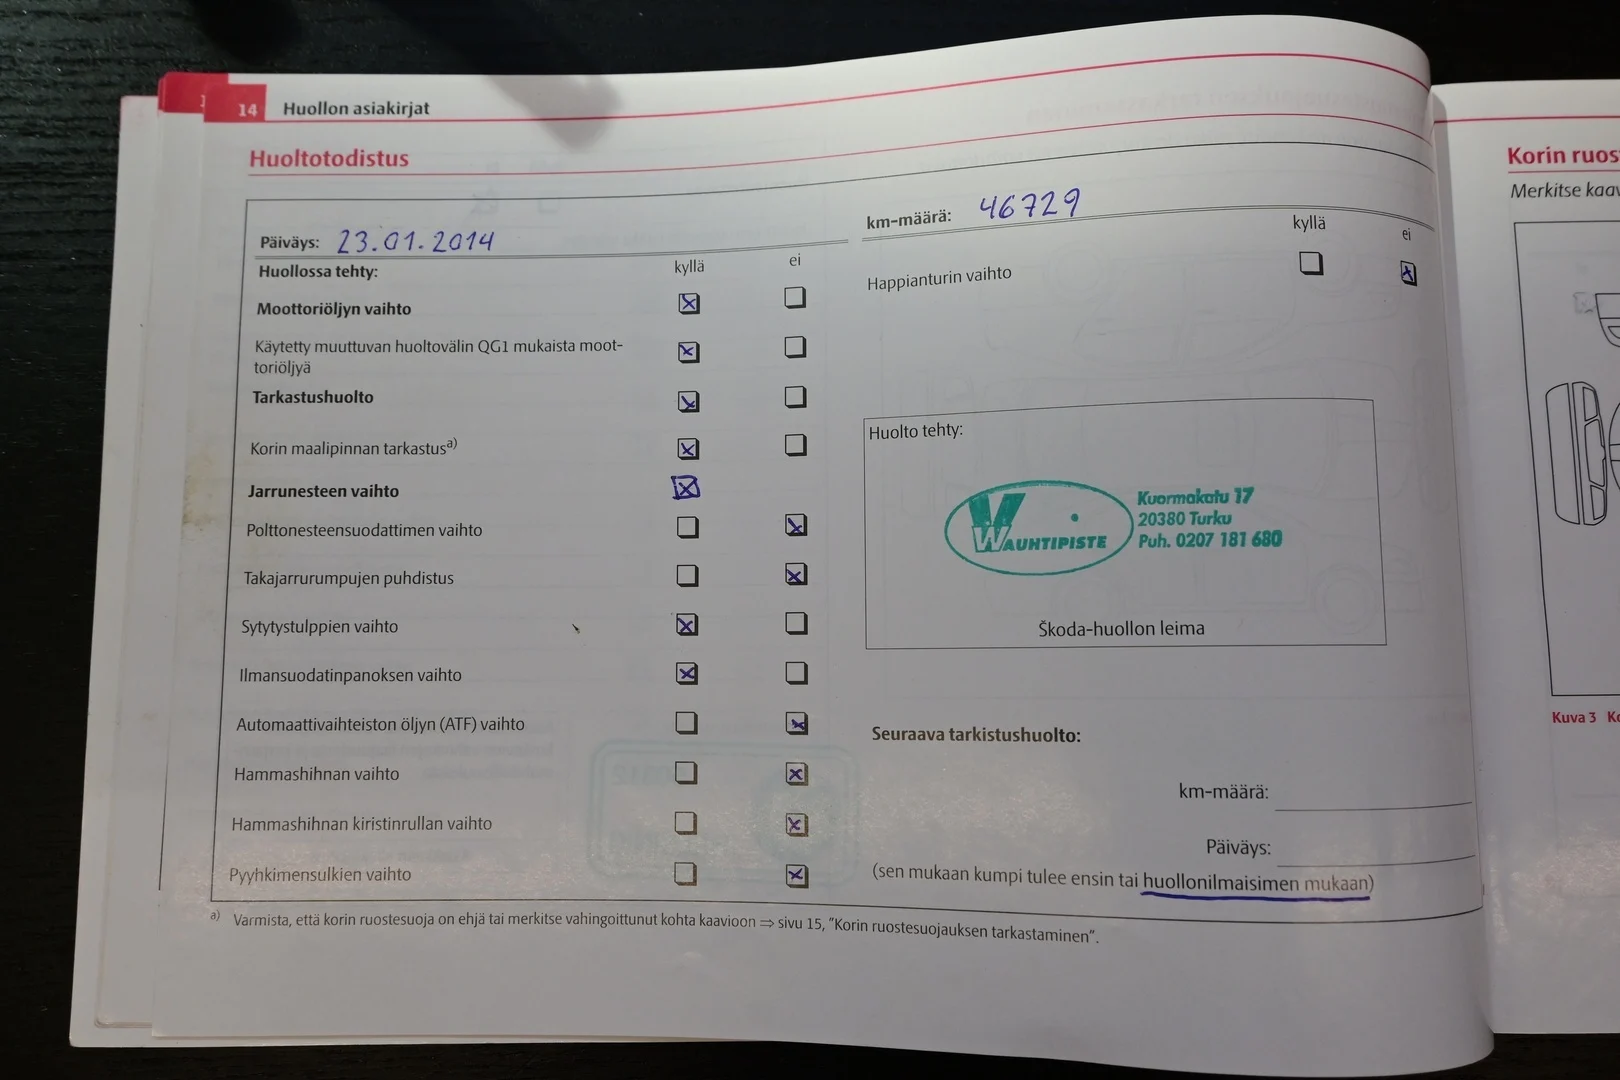 14 Huollon asiakirjat
Huoltotodistus
Päiväys: 23.01.2014
Huollossa tehty: kyllä ei
Moottoriöljyn vaihto
Käytetty muuttuvan huoltovälin QG1 mukaista moot-
toriöljyä
Tarkastushuolto
Korin maalipinnan tarkastus a)
Jarrunesteen vaihto
Polttonesteensuodattimen vaihto
Takajarrurumpujen puhdistus
Sytytystulppien vaihto
Ilmansuodatinpanoksen vaihto
Automaattivaihteiston öljyn (ATF) vaihto
Hammashihnan vaihto
Hammashihnan kiristinrullan vaihto
Pyyhkimensulkien vaihto
km-määrä: 46729
kyllä ei
Happianturin vaihto
Huolto tehty:
VAUHTIPISTE
Kuormakatu 17
20380 Turku
Puh. 0207 181 680
Škoda-huollon leima
Seuraava tarkistushuolto:
km-määrä:
Päiväys:
(sen mukaan kumpi tulee ensin tai huollonilmaisimen mukaan)
a) Varmista, että korin ruostesuoja on ehjä tai merkitse vahingoittunut kohta kaavioon ⇒ sivu 15, "Korin ruostesuojauksen tarkastaminen".
Korin ruos
Merkitse kaav
Kuva 3 Ko